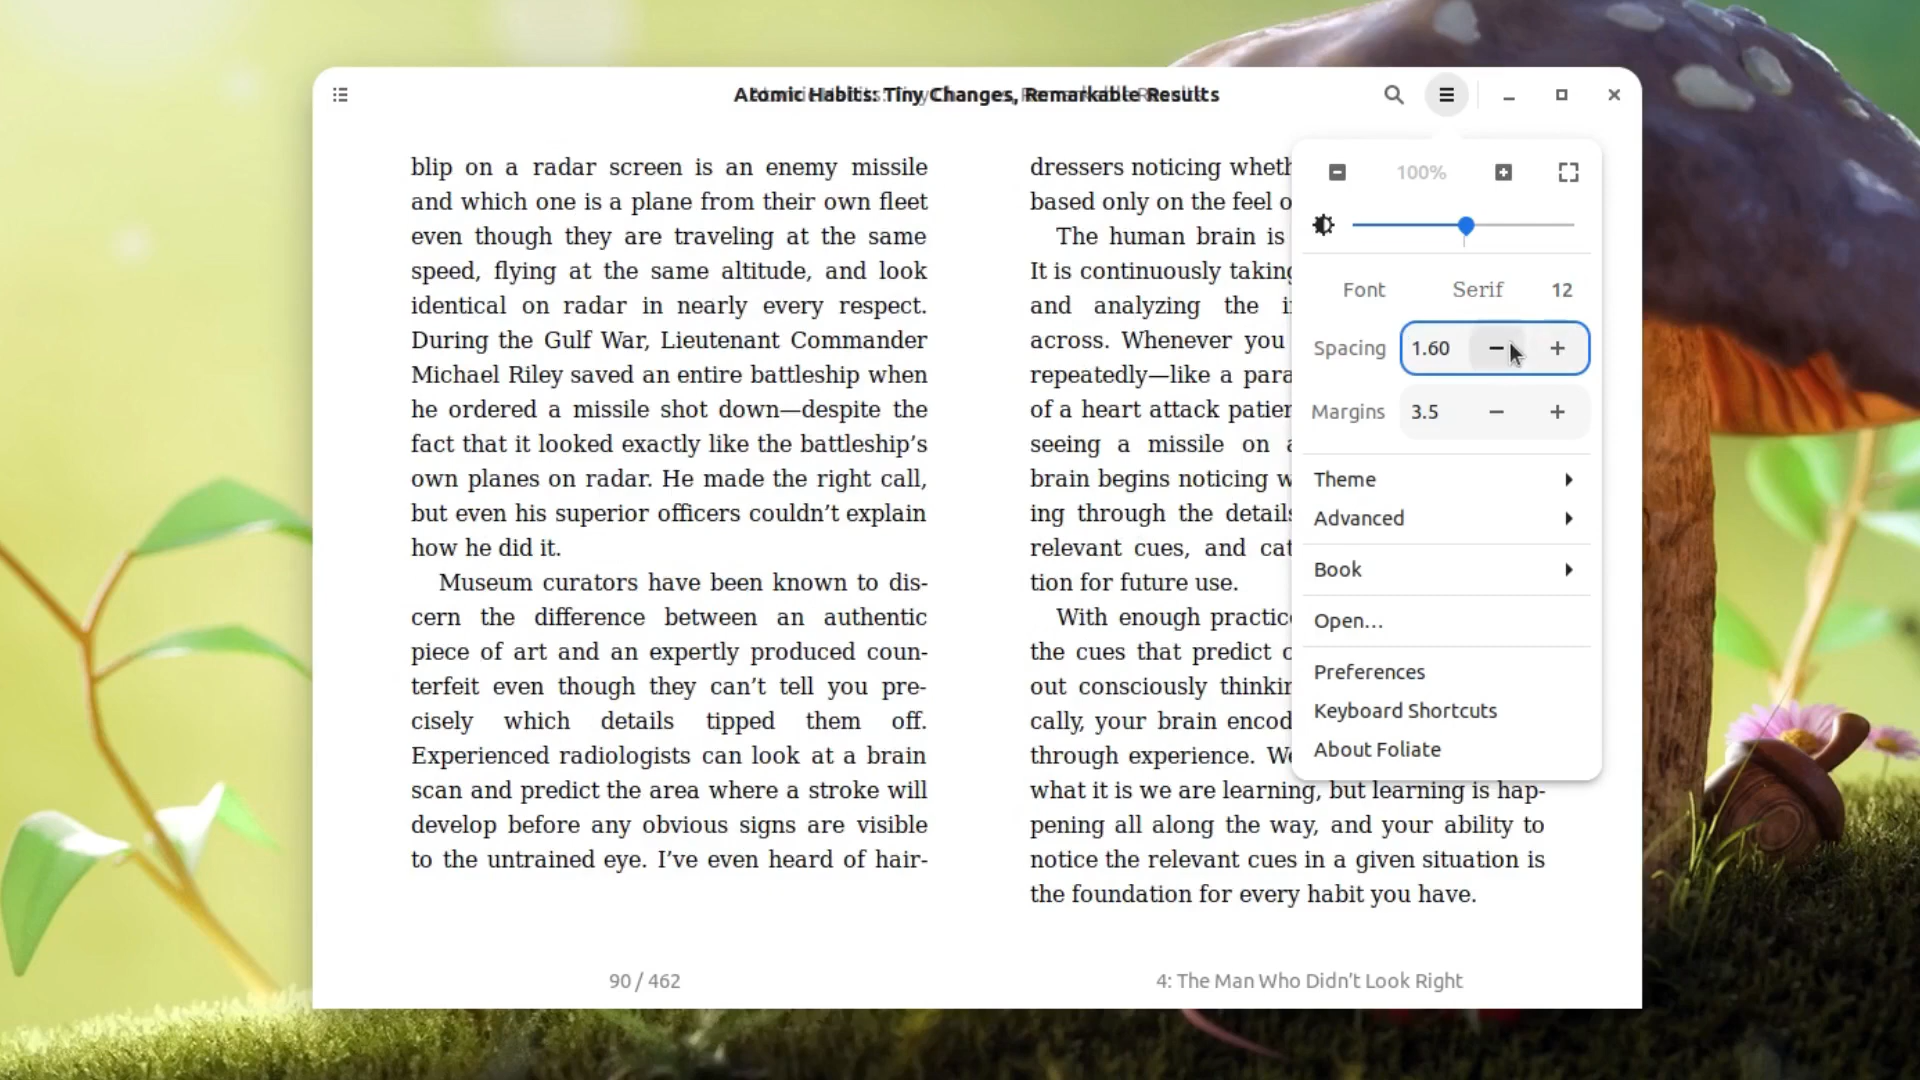 Atomic Habits: Tiny Changes, Remarkable Results
blip on a radar screen is an enemy missile
and which one is a plane from their own fleet
even though they are traveling at the same
speed, flying at the same altitude, and look
identical on radar in nearly every respect.
During the Gulf War, Lieutenant Commander
Michael Riley saved an entire battleship when
he ordered a missile shot down—despite the
fact that it looked exactly like the battleship’s
own planes on radar. He made the right call,
but even his superior officers couldn’t explain
how he did it.
Museum curators have been known to dis-
cern the difference between an authentic
piece of art and an expertly produced coun-
terfeit even though they can’t tell you pre-
cisely which details tipped them off.
Experienced radiologists can look at a brain
scan and predict the area where a stroke will
develop before any obvious signs are visible
to the untrained eye. I’ve even heard of hair-
90 / 462
dressers noticing wheth
based only on the feel o
The human brain is
It is continuously taking
and analyzing the i
across. Whenever you
repeatedly—like a para
of a heart attack patien
seeing a missile on a
brain begins noticing w
ing through the details
relevant cues, and cat
tion for future use.
With enough practice
the cues that predict c
out consciously thinkin
cally, your brain encod
through experience. We
what it is we are learning, but learning is hap-
pening all along the way, and your ability to
notice the relevant cues in a given situation is
the foundation for every habit you have.
4: The Man Who Didn’t Look Right
100%
Font Serif 12
Spacing 1.60 − +
Margins 3.5 − +
Theme
Advanced
Book
Open…
Preferences
Keyboard Shortcuts
About Foliate